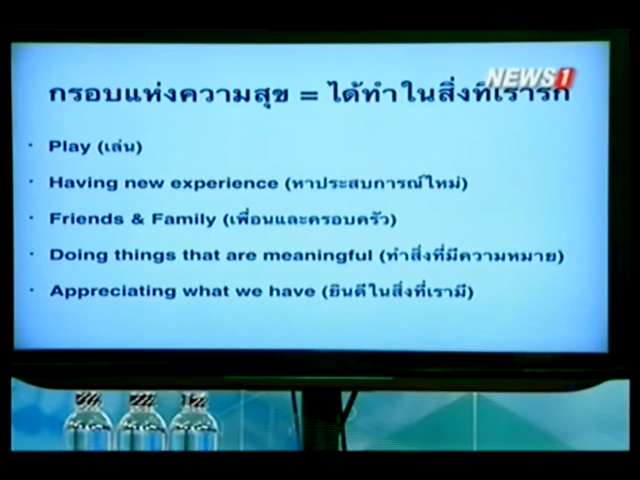 NEWS1
กรอบแห่งความสุข = ได้ทำในสิ่งที่เรารัก
· Play (เล่น)
· Having new experience (หาประสบการณ์ใหม่)
· Friends & Family (เพื่อนและครอบครัว)
· Doing things that are meaningful (ทำสิ่งที่มีความหมาย)
· Appreciating what we have (ยินดีในสิ่งที่เรามี)